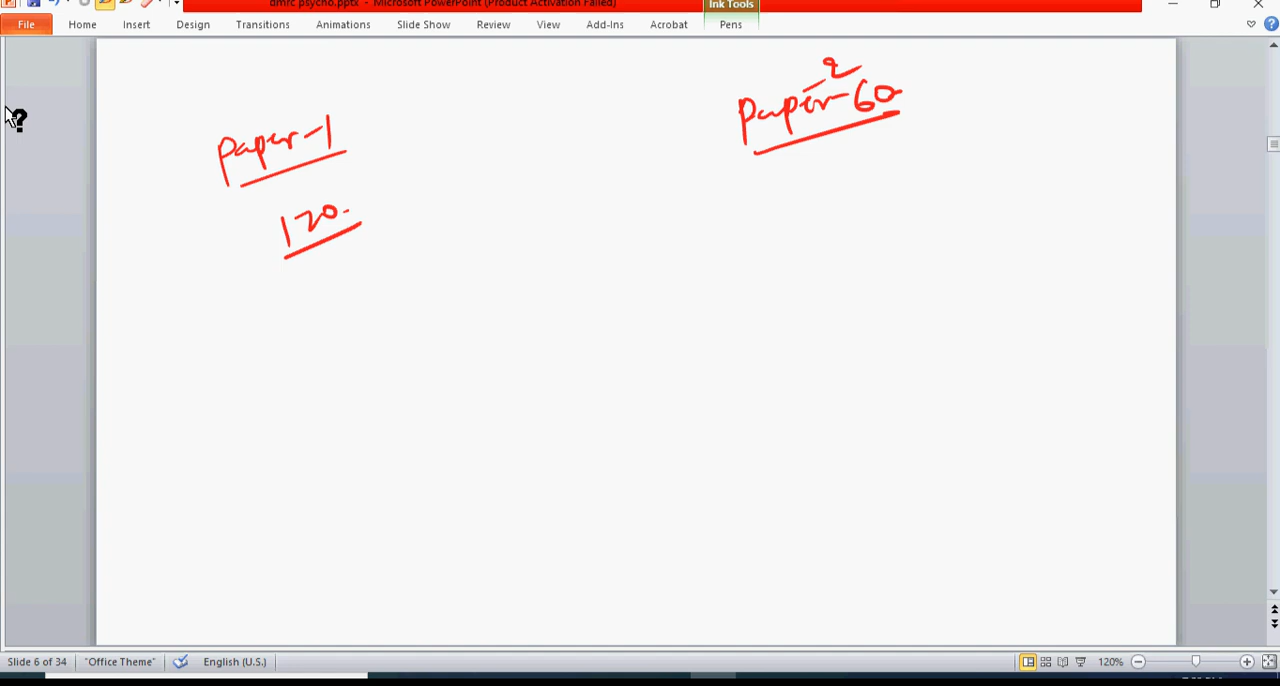 dmrc psycho.pptx - Microsoft PowerPoint (Product Activation Failed)
Ink Tools
File Home Insert Design Transitions Animations Slide Show Review View Add-Ins Acrobat Pens
2
paper-60
paper-1
120.
Slide 6 of 34 "Office Theme" English (U.S.) 120%